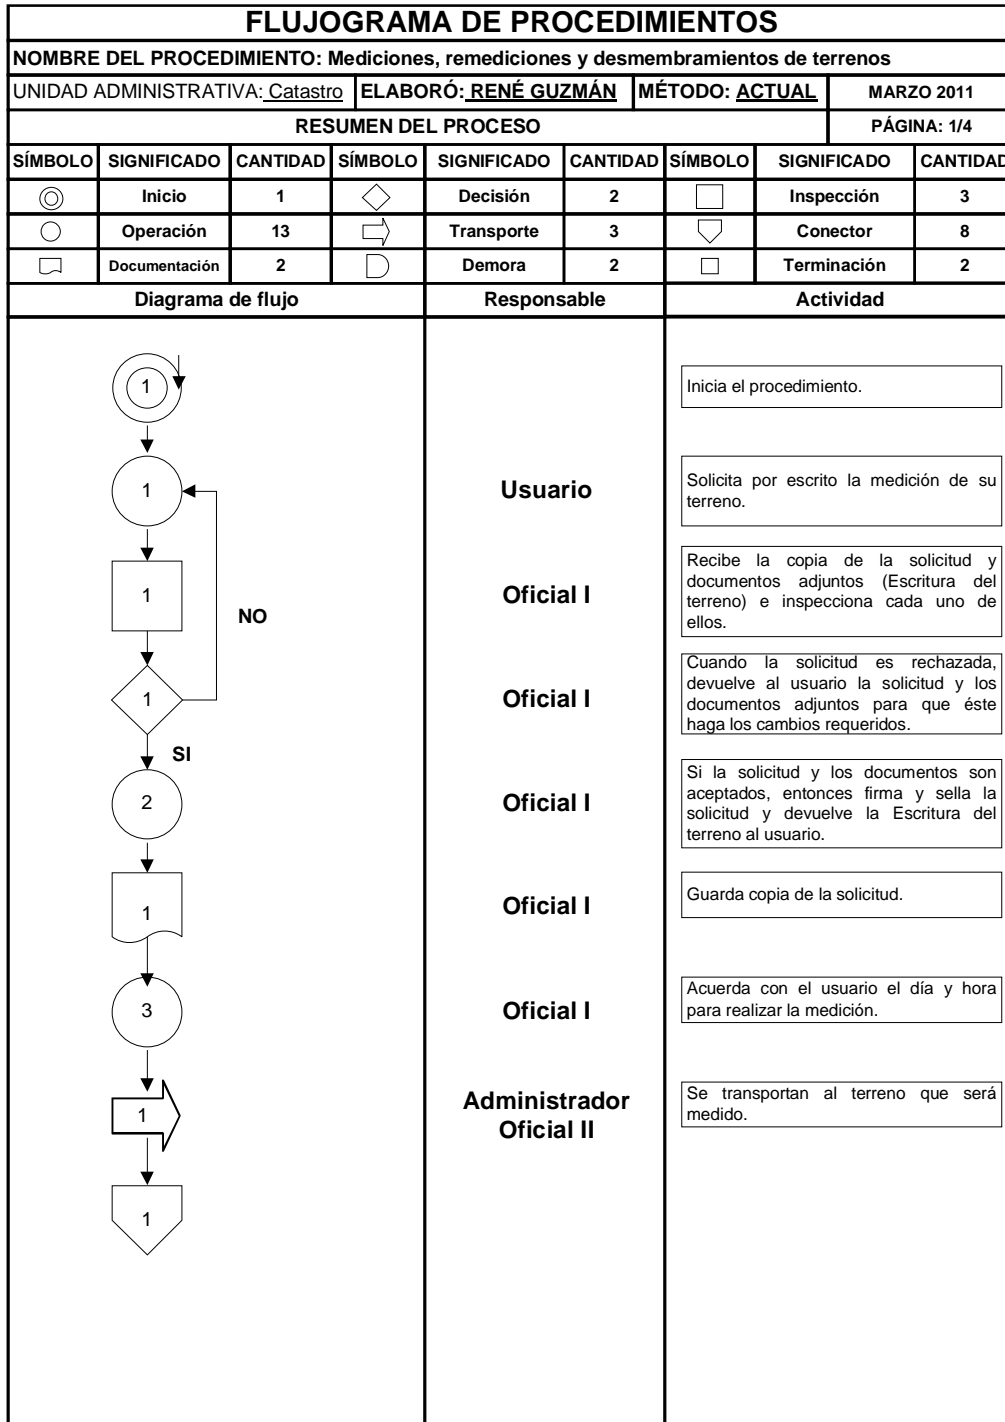 FLUJOGRAMA DE PROCEDIMIENTOS
NOMBRE DEL PROCEDIMIENTO: Mediciones, remediciones y desmembramientos de terrenos
UNIDAD ADMINISTRATIVA: Catastro ELABORÓ: RENÉ GUZMÁN MÉTODO: ACTUAL MARZO 2011
RESUMEN DEL PROCESO PÁGINA: 1/4
SÍMBOLO SIGNIFICADO CANTIDAD SÍMBOLO SIGNIFICADO CANTIDAD SÍMBOLO SIGNIFICADO CANTIDAD
Inicio 1 Decisión 2 Inspección 3
Operación 13 Transporte 3 Conector 8
Documentación 2 Demora 2 Terminación 2
Diagrama de flujo Responsable Actividad
1
Inicia el procedimiento.
1
Usuario
Solicita por escrito la medición de su
terreno.
1
NO
Oficial I
Recibe la copia de la solicitud y
documentos adjuntos (Escritura del
terreno) e inspecciona cada uno de
ellos.
1
SI
Oficial I
Cuando la solicitud es rechazada,
devuelve al usuario la solicitud y los
documentos adjuntos para que éste
haga los cambios requeridos.
2
Oficial I
Si la solicitud y los documentos son
aceptados, entonces firma y sella la
solicitud y devuelve la Escritura del
terreno al usuario.
1
Oficial I
Guarda copia de la solicitud.
3
Oficial I
Acuerda con el usuario el día y hora
para realizar la medición.
1
Administrador
Oficial II
Se transportan al terreno que será
medido.
1